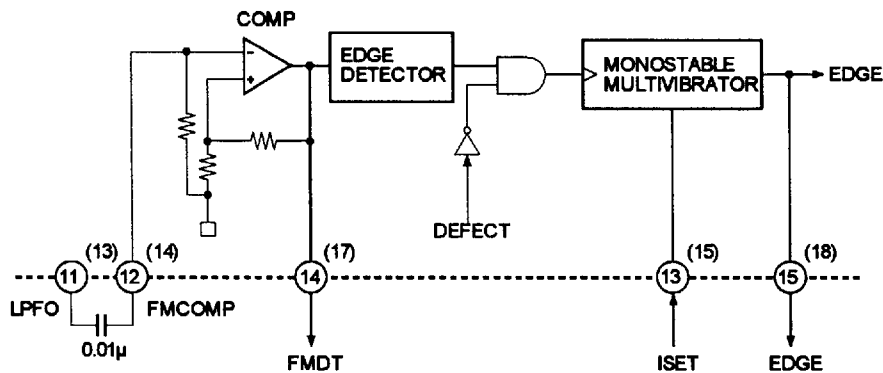 COMP
- EDGE DETECTOR
+ MONOSTABLE MULTIVIBRATOR
EDGE
DEFECT
(13) (14) (17) (15) (18)
11 12 14 13 15
LPFO FMCOMP
0.01μ
FMDT ISET EDGE